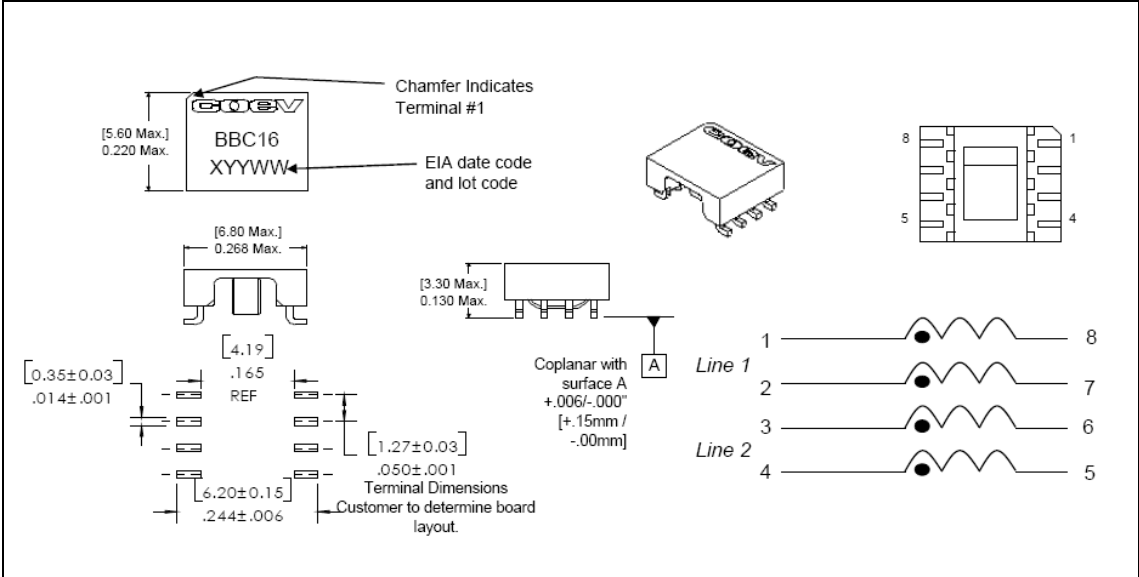 Chamfer Indicates
Terminal #1
coev
BBC16
XYYWW
[5.60 Max.]
0.220 Max.
EIA date code
and lot code
coev
8
1
5
4
[6.80 Max.]
0.268 Max.
[3.30 Max.]
0.130 Max.
A
Coplanar with
surface A
+.006/-.000"
[+.15mm /
-.00mm]
[4.19]
.165
REF
[0.35±0.03]
.014±.001
[1.27±0.03]
.050±.001
[6.20±0.15]
.244±.006
Terminal Dimensions
Customer to determine board
layout.
1
8
Line 1
2
7
3
6
Line 2
4
5